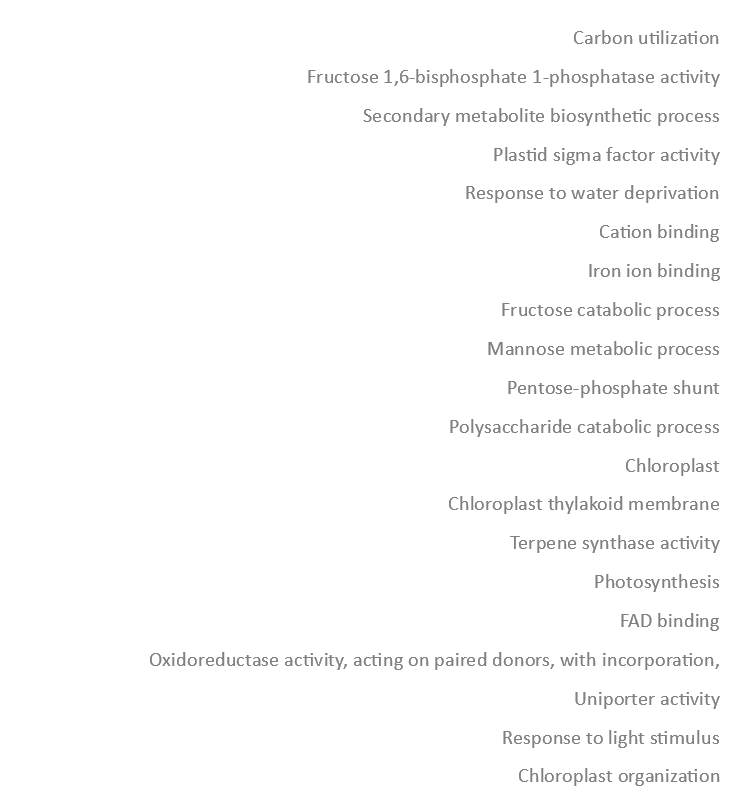 Carbon utilization
Fructose 1,6-bisphosphate 1-phosphatase activity
Secondary metabolite biosynthetic process
Plastid sigma factor activity
Response to water deprivation
Cation binding
Iron ion binding
Fructose catabolic process
Mannose metabolic process
Pentose-phosphate shunt
Polysaccharide catabolic process
Chloroplast
Chloroplast thylakoid membrane
Terpene synthase activity
Photosynthesis
FAD binding
Oxidoreductase activity, acting on paired donors, with incorporation,
Uniporter activity
Response to light stimulus
Chloroplast organization